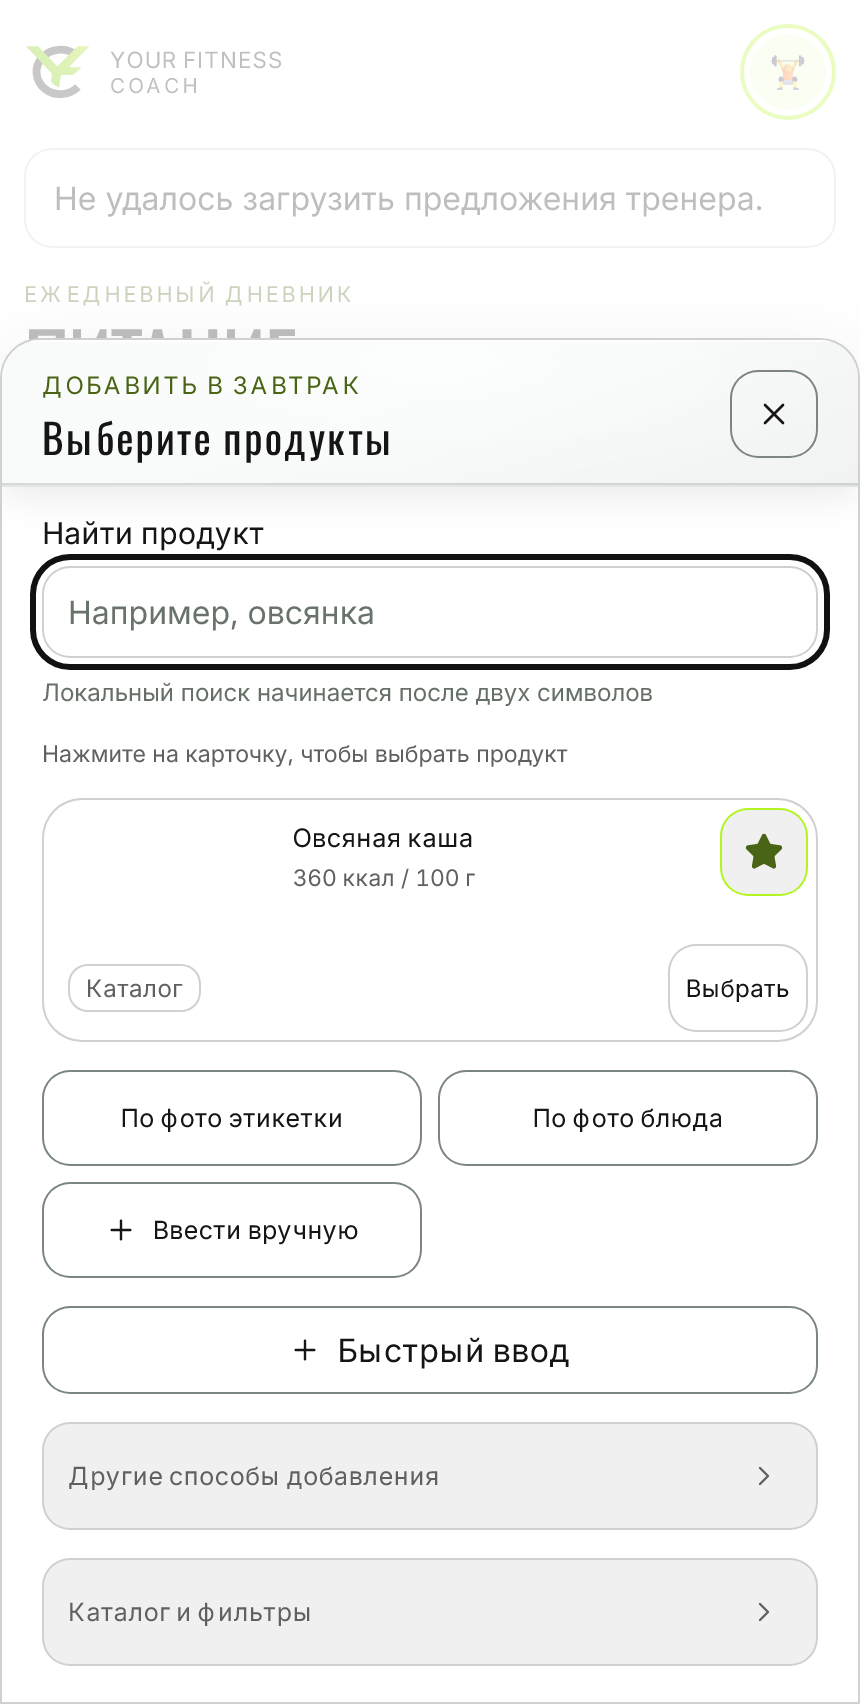 YOUR FITNESS
COACH
Не удалось загрузить предложения тренера.
ЕЖЕДНЕВНЫЙ ДНЕВНИК
ПИТАНИЕ
ДОБАВИТЬ В ЗАВТРАК
Выберите продукты
Найти продукт
Например, овсянка
Локальный поиск начинается после двух символов
Нажмите на карточку, чтобы выбрать продукт
Овсяная каша
360 ккал / 100 г
Каталог
Выбрать
По фото этикетки
По фото блюда
Ввести вручную
Быстрый ввод
Другие способы добавления
Каталог и фильтры